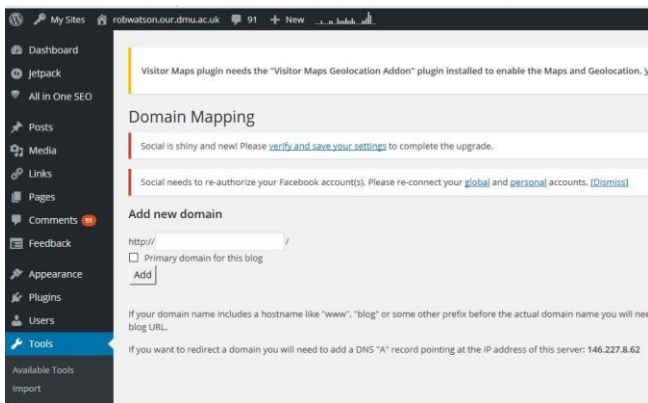 My Sites robwatson.our.dmu.ac.uk 91 + New
Dashboard
Jetpack
All in One SEO
Posts
Media
Links
Pages
Comments 91
Feedback
Appearance
Plugins
Users
Tools
Available Tools
Import
Visitor Maps plugin needs the "Visitor Maps Geolocation Addon" plugin installed to enable the Maps and Geolocation.
Domain Mapping
Social is shiny and new! Please verify and save your settings to complete the upgrade.
Social needs to re-authorize your Facebook account(s). Please re-connect your global and personal accounts. [Dismiss]
Add new domain
http:// /
Primary domain for this blog
Add
If your domain name includes a hostname like "www", "blog" or some other prefix before the actual domain name you will nee
blog URL.
If you want to redirect a domain you will need to add a DNS "A" record pointing at the IP address of this server: 146.227.8.62